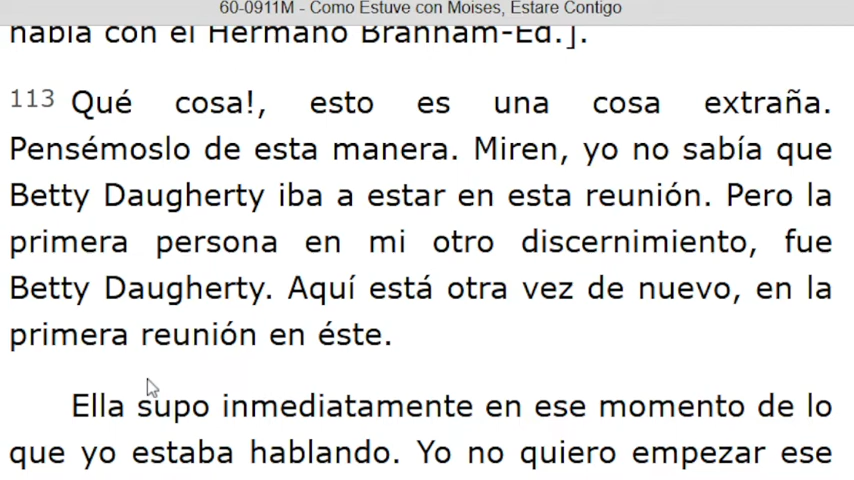 60-0911M - Como Estuve con Moises, Estare Contigo
habla con el Hermano Branham-Ed.].
113 Qué cosa!, esto es una cosa extraña.
Pensémoslo de esta manera. Miren, yo no sabía que
Betty Daugherty iba a estar en esta reunión. Pero la
primera persona en mi otro discernimiento, fue
Betty Daugherty. Aquí está otra vez de nuevo, en la
primera reunión en éste.
Ella supo inmediatamente en ese momento de lo
que yo estaba hablando. Yo no quiero empezar ese